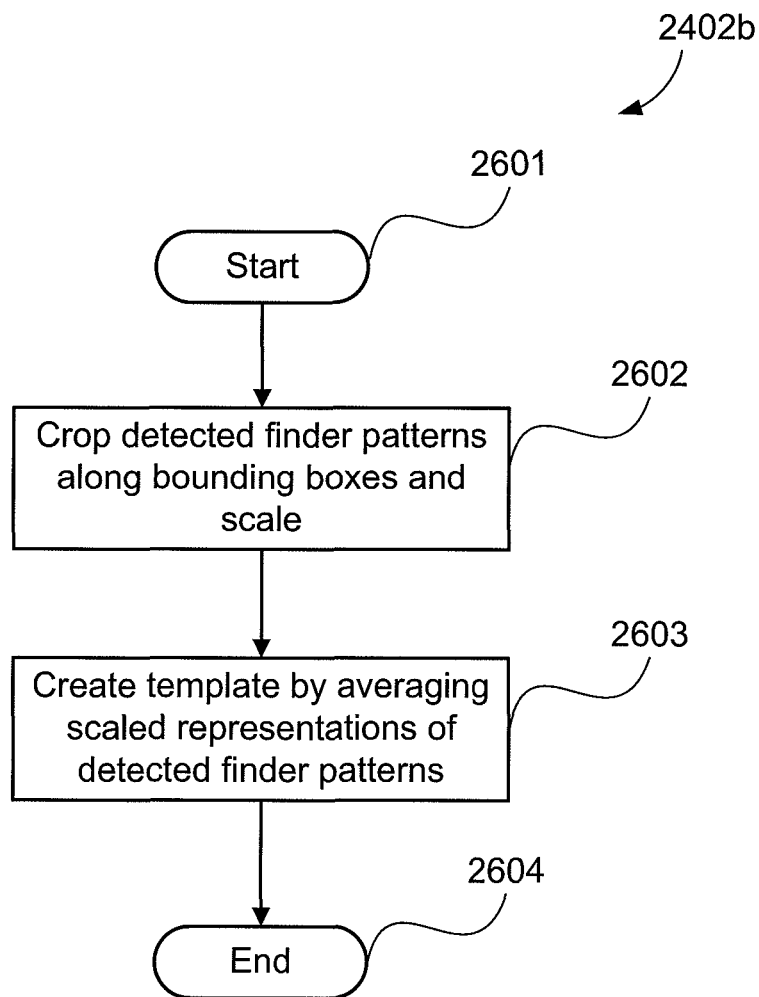 2402b
2601
Start
2602
Crop detected finder patterns
along bounding boxes and
scale
2603
Create template by averaging
scaled representations of
detected finder patterns
2604
End